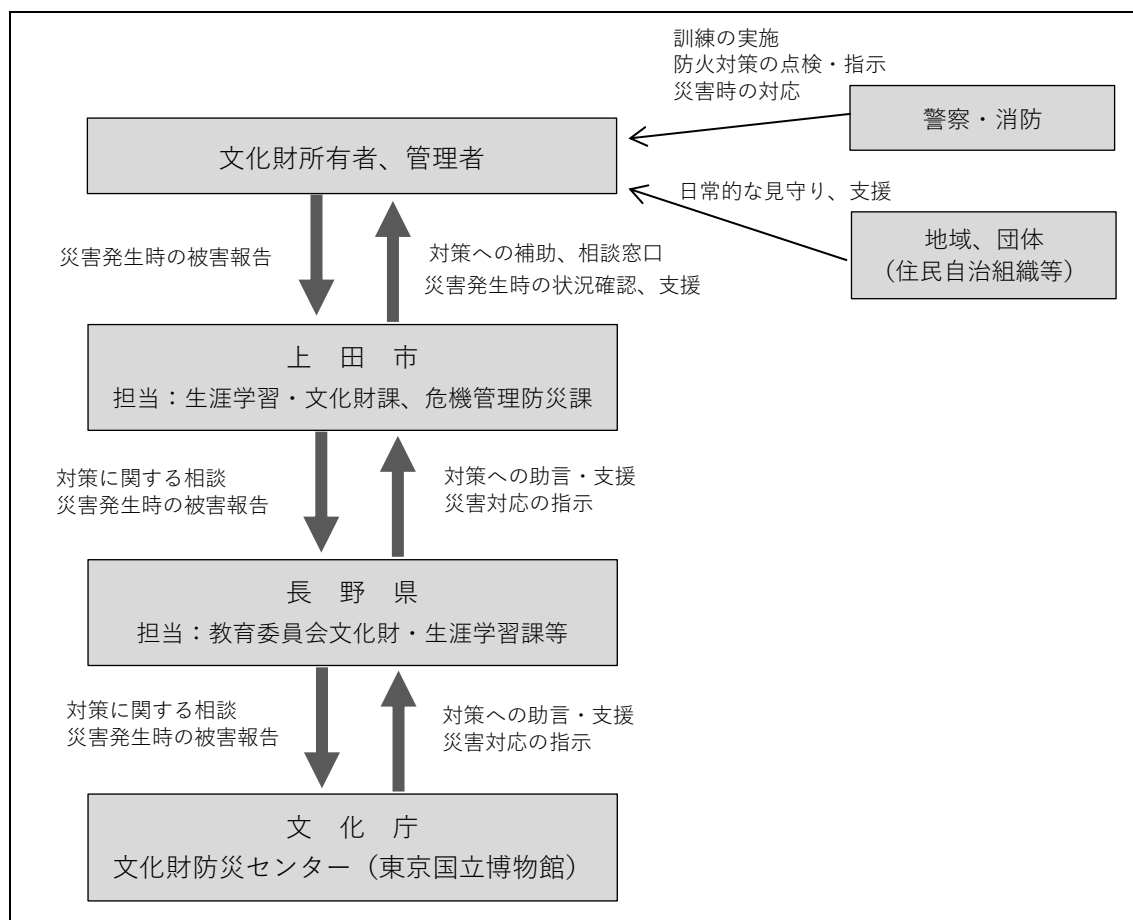 訓練の実施
防火対策の点検・指示
災害時の対応
警察・消防
文化財所有者、管理者
日常的な見守り、支援
地域、団体
（住民自治組織等）
災害発生時の被害報告
対策への補助、相談窓口
災害発生時の状況確認、支援
上　田　市
担当：生涯学習・文化財課、危機管理防災課
対策に関する相談
災害発生時の被害報告
対策への助言・支援
災害対応の指示
長　野　県
担当：教育委員会文化財・生涯学習課等
対策に関する相談
災害発生時の被害報告
対策への助言・支援
災害対応の指示
文　化　庁
文化財防災センター（東京国立博物館）